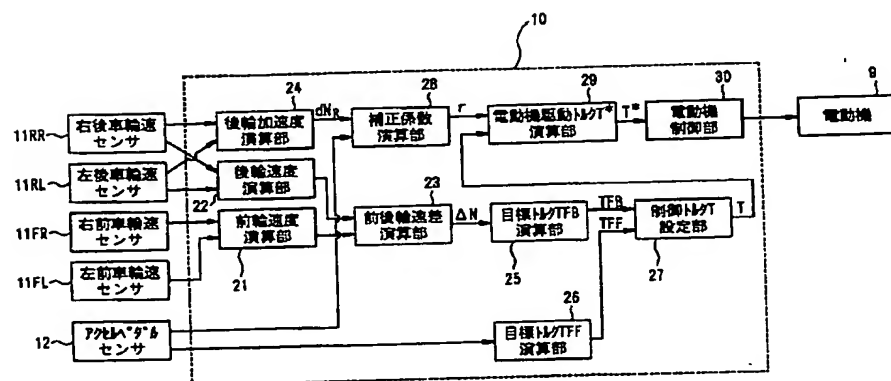 10
11RR
右後車輪速
センサ
11RL
左後車輪速
センサ
11FR
右前車輪速
センサ
11FL
左前車輪速
センサ
12
アクセルペダル
センサ
24
後輪加速度
演算部
dNR
22
後輪速度
演算部
前輪速度
演算部
21
28
補正係数
演算部
r
23
前後輪速差
演算部
ΔN
29
電動機駆動トルクT*
演算部
T*
30
電動機
制御部
9
電動機
目標トルクTFB
演算部
25
TFB
TFF
制御トルクT
設定部
27
T
26
目標トルクTFF
演算部